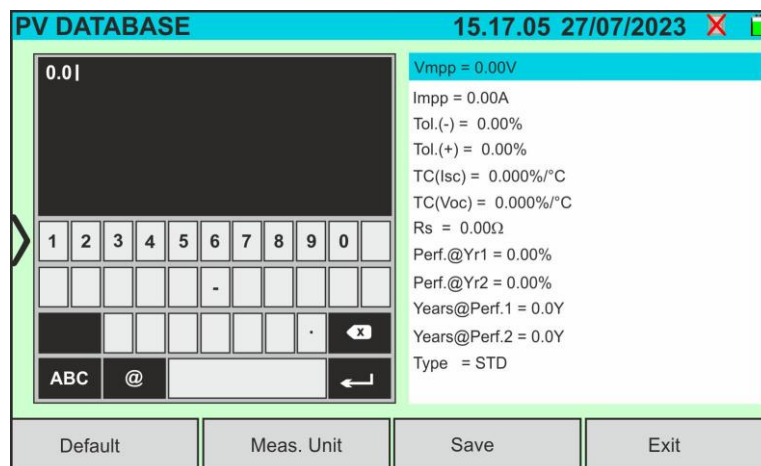 PV DATABASE 15.17.05 27/07/2023
0.0
1 2 3 4 5 6 7 8 9 0
-
.
x
ABC @
Vmpp = 0.00V
Impp = 0.00A
Tol.(-) = 0.00%
Tol.(+) = 0.00%
TC(Isc) = 0.000%/°C
TC(Voc) = 0.000%/°C
Rs = 0.00Ω
Perf.@Yr1 = 0.00%
Perf.@Yr2 = 0.00%
Years@Perf.1 = 0.0Y
Years@Perf.2 = 0.0Y
Type = STD
Default Meas. Unit Save Exit